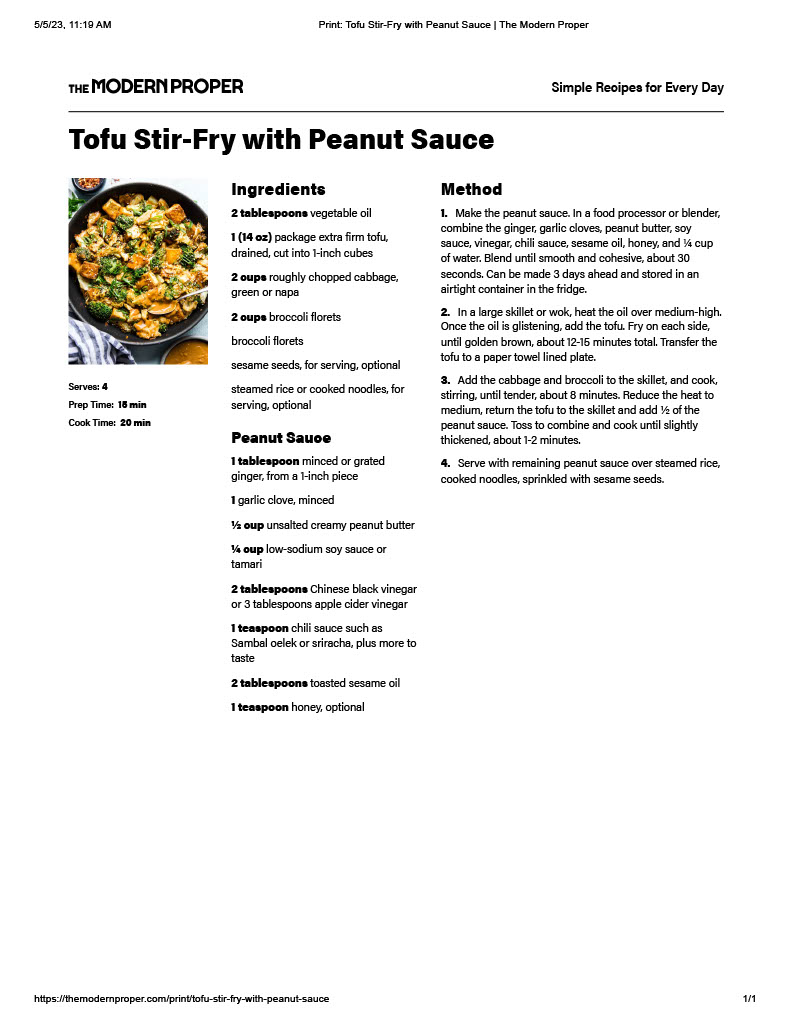 5/5/23, 11:19 AM
Print: Tofu Stir-Fry with Peanut Sauce | The Modern Proper
THE MODERN PROPER
Simple Recipes for Every Day
Tofu Stir-Fry with Peanut Sauce
Serves: 4
Prep Time: 15 min
Cook Time: 20 min
Ingredients
2 tablespoons vegetable oil
1 (14 oz) package extra firm tofu,
drained, cut into 1-inch cubes
2 cups roughly chopped cabbage,
green or napa
2 cups broccoli florets
broccoli florets
sesame seeds, for serving, optional
steamed rice or cooked noodles, for
serving, optional
Peanut Sauce
1 tablespoon minced or grated
ginger, from a 1-inch piece
1 garlic clove, minced
½ cup unsalted creamy peanut butter
¼ cup low-sodium soy sauce or
tamari
2 tablespoons Chinese black vinegar
or 3 tablespoons apple cider vinegar
1 teaspoon chili sauce such as
Sambal oelek or sriracha, plus more to
taste
2 tablespoons toasted sesame oil
1 teaspoon honey, optional
Method
1. Make the peanut sauce. In a food processor or blender,
combine the ginger, garlic cloves, peanut butter, soy
sauce, vinegar, chili sauce, sesame oil, honey, and ¼ cup
of water. Blend until smooth and cohesive, about 30
seconds. Can be made 3 days ahead and stored in an
airtight container in the fridge.
2. In a large skillet or wok, heat the oil over medium-high.
Once the oil is glistening, add the tofu. Fry on each side,
until golden brown, about 12-15 minutes total. Transfer the
tofu to a paper towel lined plate.
3. Add the cabbage and broccoli to the skillet, and cook,
stirring, until tender, about 8 minutes. Reduce the heat to
medium, return the tofu to the skillet and add ½ of the
peanut sauce. Toss to combine and cook until slightly
thickened, about 1-2 minutes.
4. Serve with remaining peanut sauce over steamed rice,
cooked noodles, sprinkled with sesame seeds.
https://themodernproper.com/print/tofu-stir-fry-with-peanut-sauce
1/1